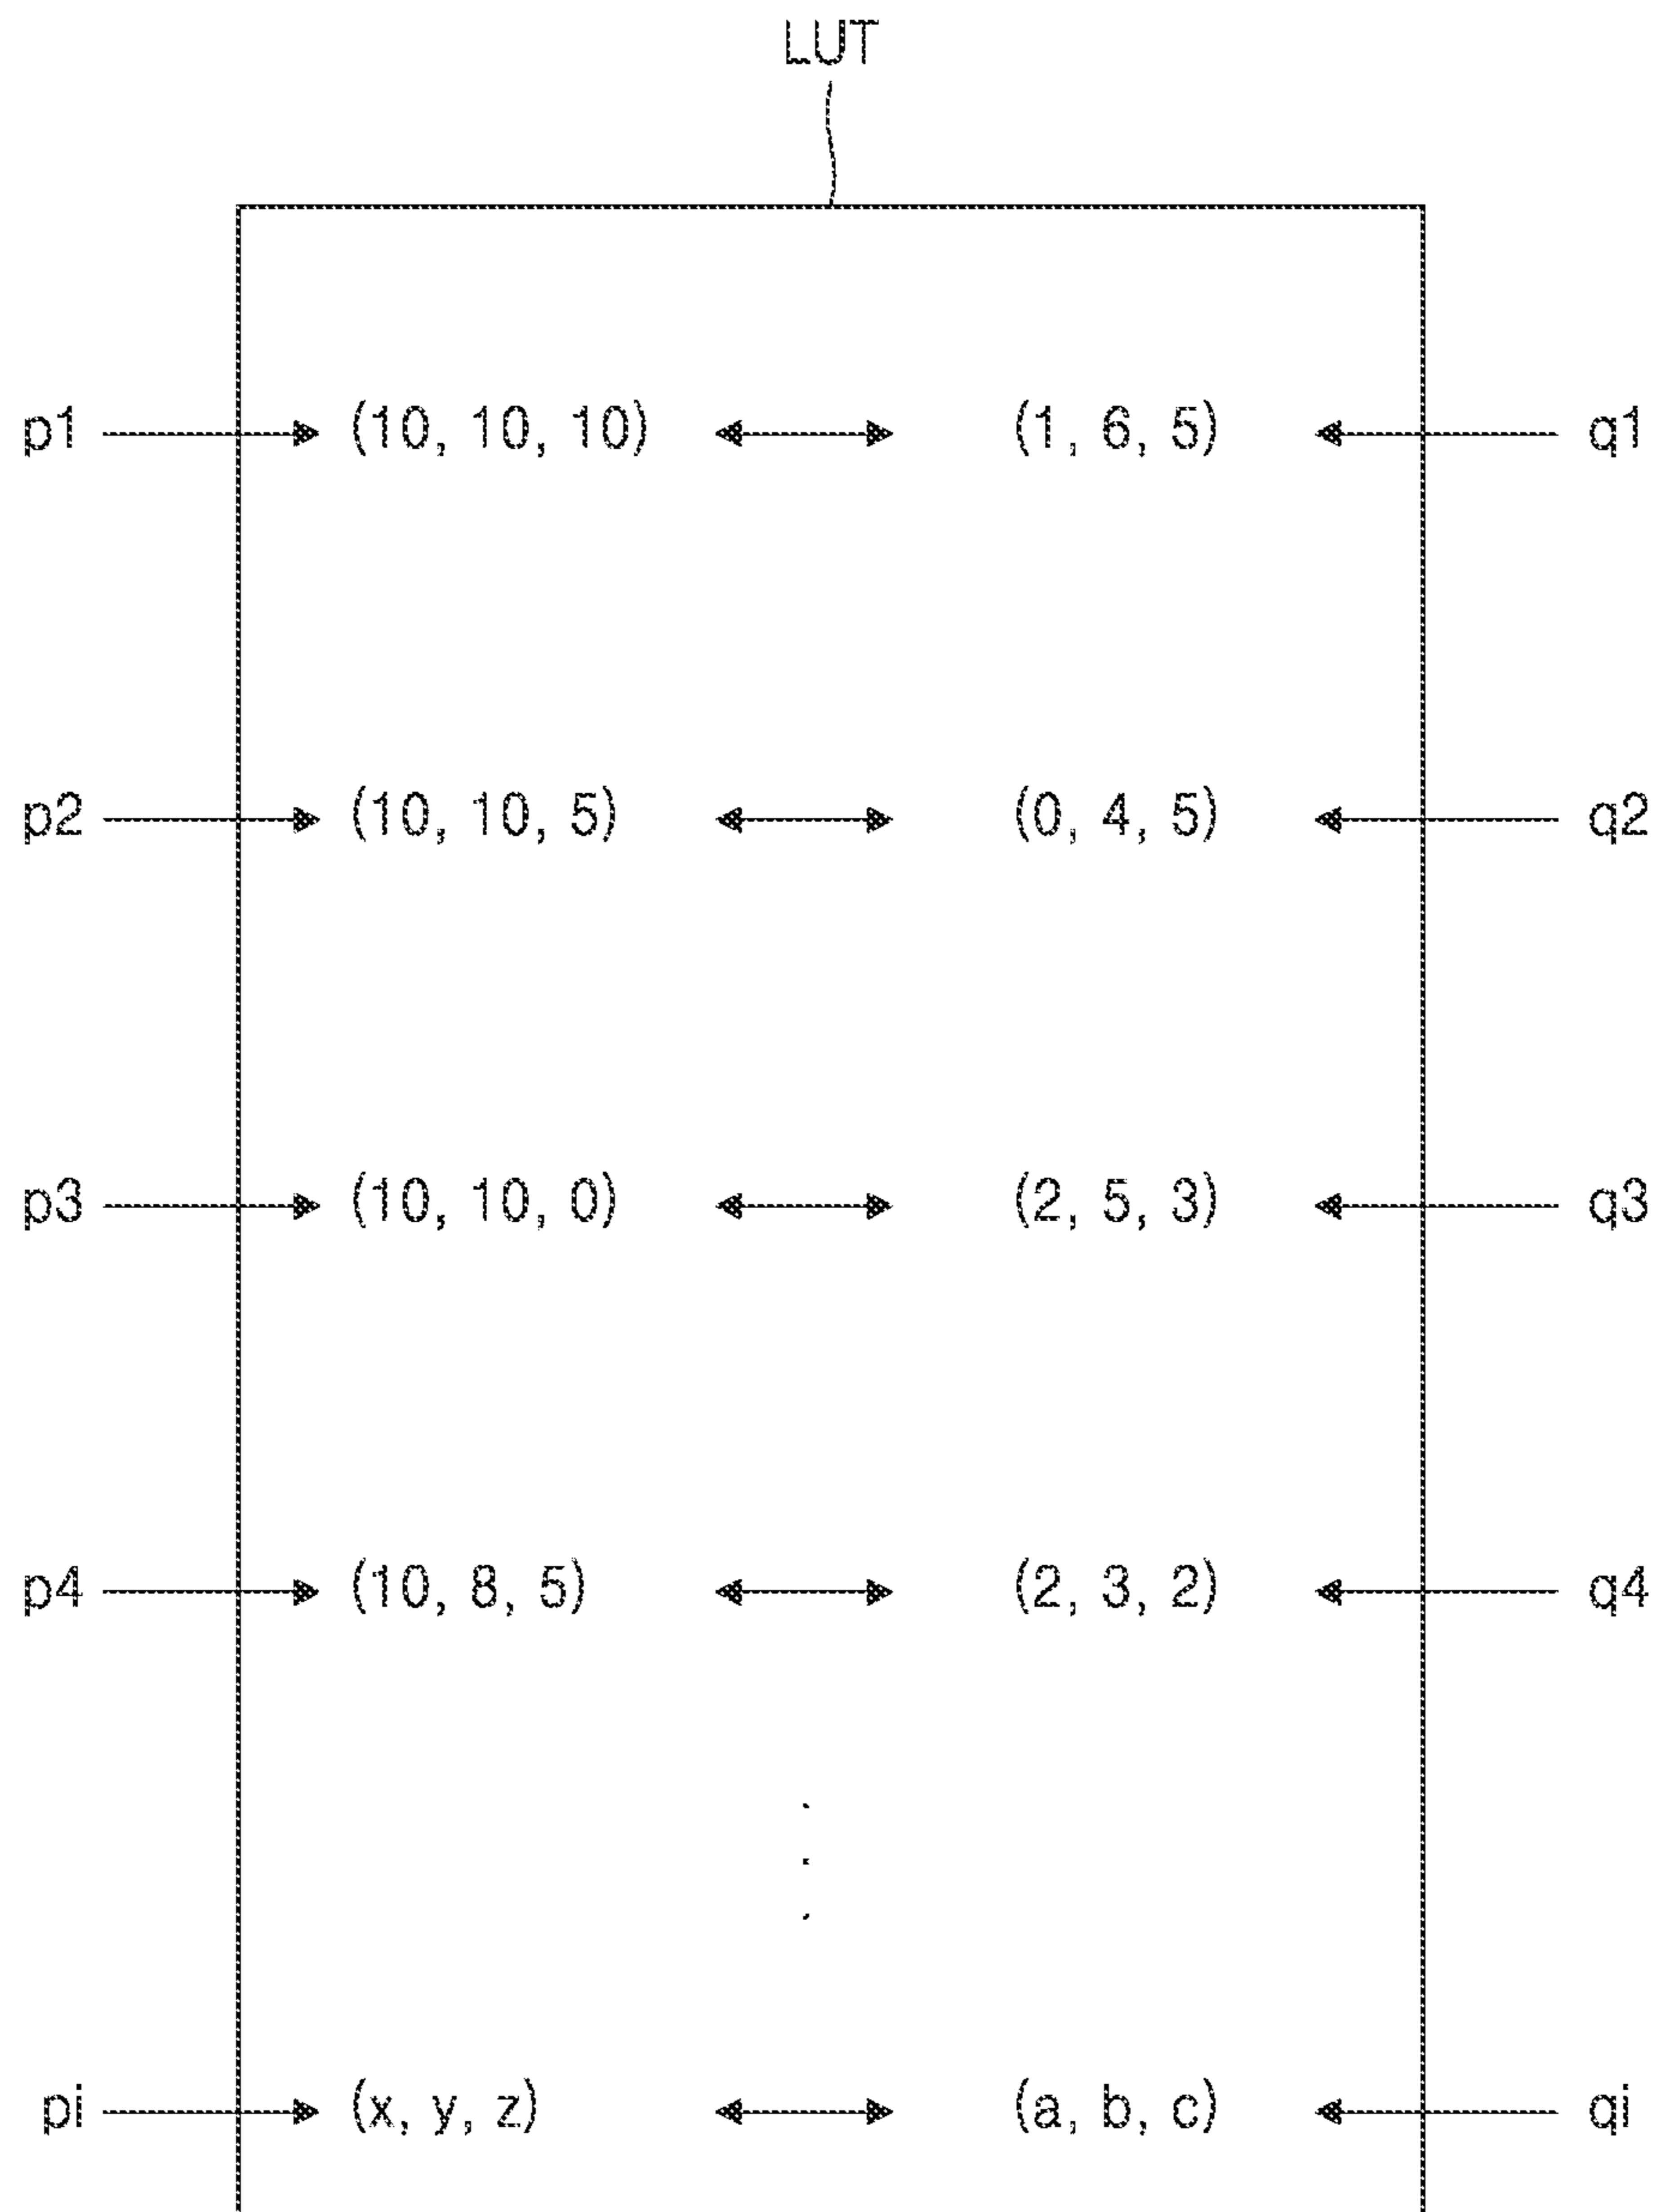 LUT
p1 (10, 10, 10) (1, 6, 5) q1
p2 (10, 10, 5) (0, 4, 5) q2
p3 (10, 10, 0) (2, 5, 3) q3
p4 (10, 8, 5) (2, 3, 2) q4
pi (x, y, z) (a, b, c) qi